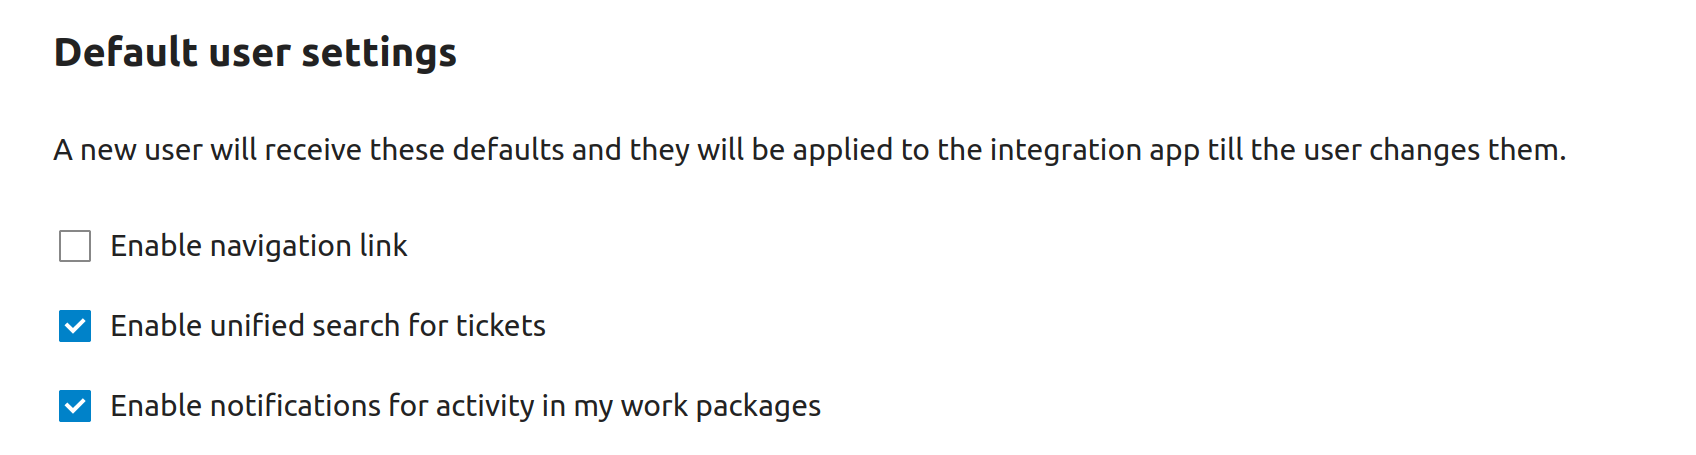 Default user settings
A new user will receive these defaults and they will be applied to the integration app till the user changes them.
Enable navigation link
Enable unified search for tickets
Enable notifications for activity in my work packages